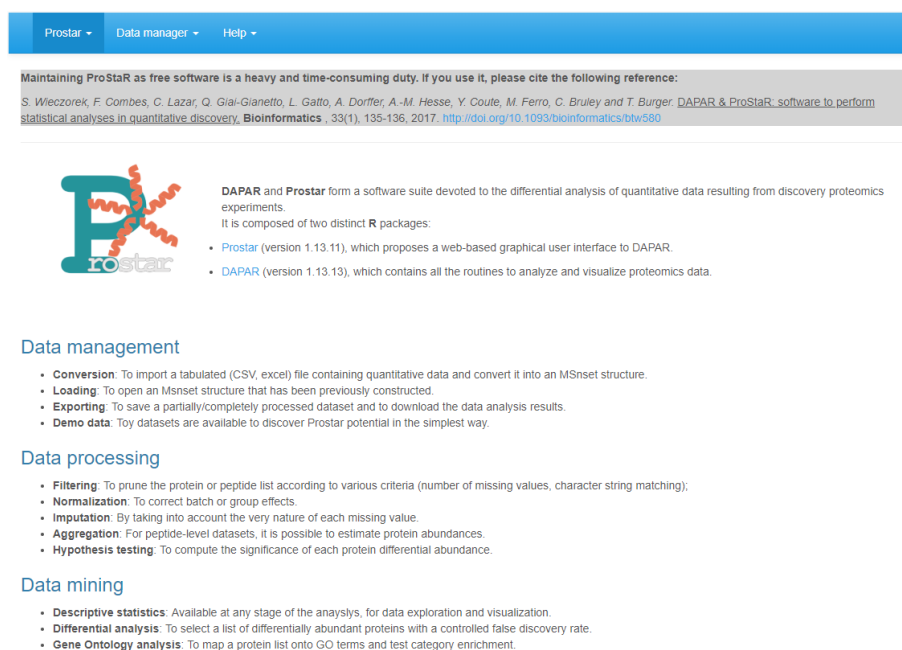 Prostar Data manager Help
Maintaining ProStaR as free software is a heavy and time-consuming duty. If you use it, please cite the following reference:
S. Wieczorek, F. Combes, C. Lazar, Q. Giai-Gianetto, L. Gatto, A. Dorffer, A.-M. Hesse, Y. Coute, M. Ferro, C. Bruley and T. Burger. DAPAR & ProStaR: software to perform
statistical analyses in quantitative discovery. Bioinformatics , 33(1), 135-136, 2017. http://doi.org/10.1093/bioinformatics/btw580
Prostar
DAPAR and Prostar form a software suite devoted to the differential analysis of quantitative data resulting from discovery proteomics
experiments.
It is composed of two distinct R packages:
• Prostar (version 1.13.11), which proposes a web-based graphical user interface to DAPAR.
• DAPAR (version 1.13.13), which contains all the routines to analyze and visualize proteomics data.
Data management
• Conversion: To import a tabulated (CSV, excel) file containing quantitative data and convert it into an MSnset structure.
• Loading: To open an Msnset structure that has been previously constructed.
• Exporting: To save a partially/completely processed dataset and to download the data analysis results.
• Demo data: Toy datasets are available to discover Prostar potential in the simplest way.
Data processing
• Filtering: To prune the protein or peptide list according to various criteria (number of missing values, character string matching);
• Normalization: To correct batch or group effects.
• Imputation: By taking into account the very nature of each missing value.
• Aggregation: For peptide-level datasets, it is possible to estimate protein abundances.
• Hypothesis testing: To compute the significance of each protein differential abundance.
Data mining
• Descriptive statistics: Available at any stage of the anayslys, for data exploration and visualization.
• Differential analysis: To select a list of differentially abundant proteins with a controlled false discovery rate.
• Gene Ontology analysis: To map a protein list onto GO terms and test category enrichment.